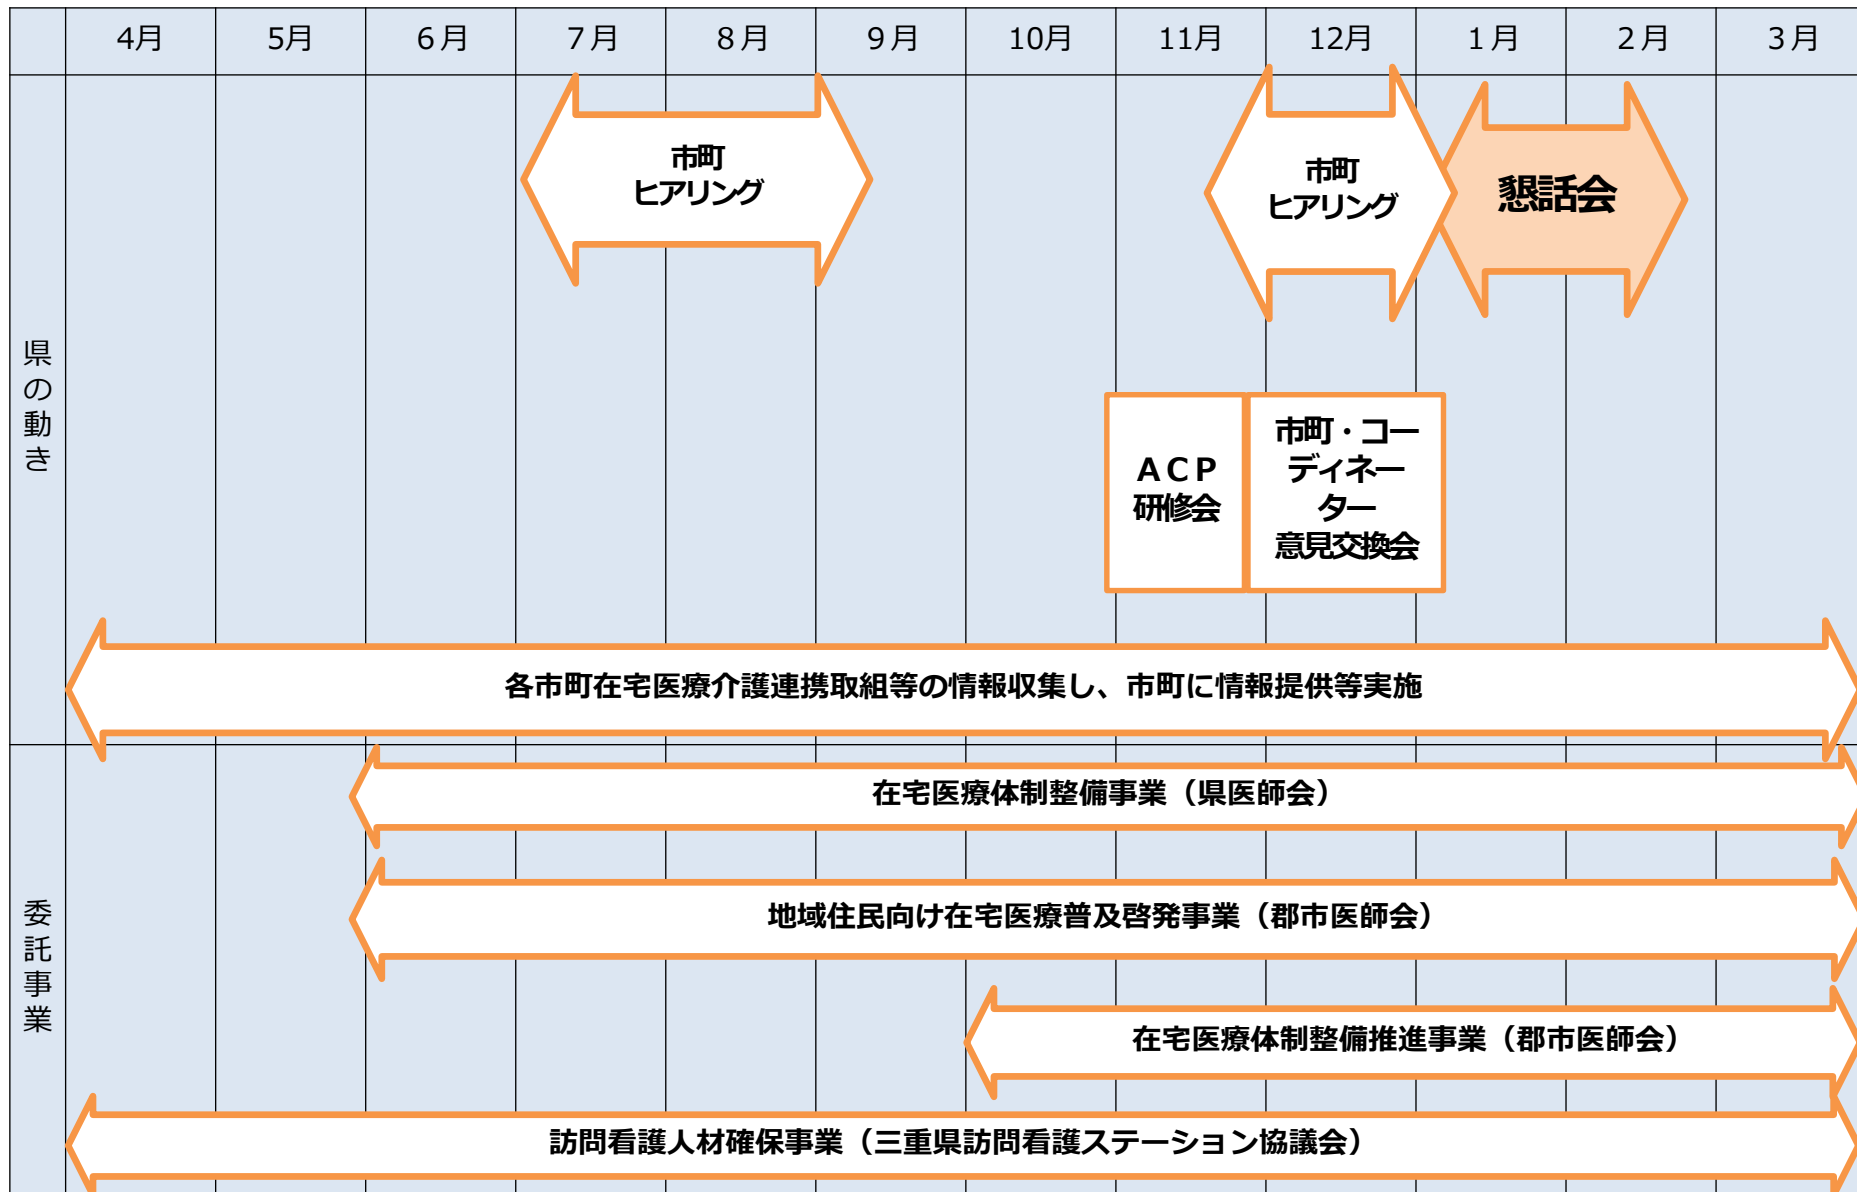 4月 5月 6月 7月 8月 9月 10月 11月 12月 1月 2月 3月
県の動き
市町
ヒアリング
市町
ヒアリング
懇話会
ACP
研修会
市町・コー
ディネー
ター
意見交換会
各市町在宅医療介護連携取組等の情報収集し、市町に情報提供等実施
委託事業
在宅医療体制整備事業（県医師会）
地域住民向け在宅医療普及啓発事業（郡市医師会）
在宅医療体制整備推進事業（郡市医師会）
訪問看護人材確保事業（三重県訪問看護ステーション協議会）